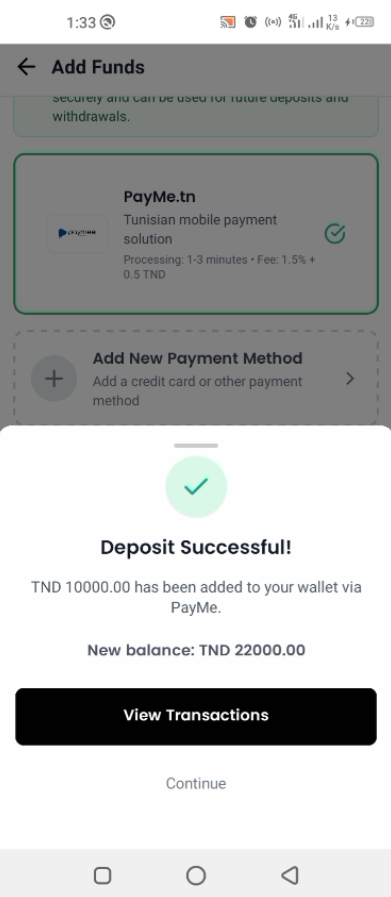 1:33
4G
13
K/s
22
Add Funds
securely and can be used for future deposits and
withdrawals.
PayMe.tn
paymee
Tunisian mobile payment
solution
Processing: 1-3 minutes • Fee: 1.5% +
0.5 TND
Add New Payment Method
Add a credit card or other payment
method
Deposit Successful!
TND 10000.00 has been added to your wallet via
PayMe.
New balance: TND 22000.00
View Transactions
Continue